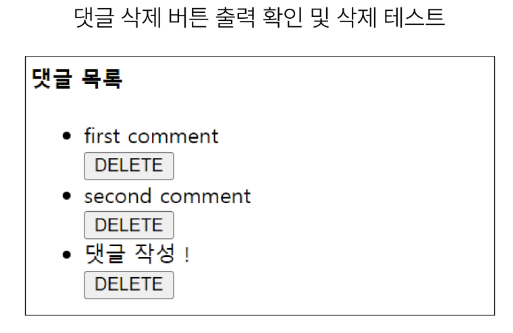 댓글 삭제 버튼 출력 확인 및 삭제 테스트
댓글 목록
first comment
DELETE
second comment
DELETE
댓글 작성 !
DELETE